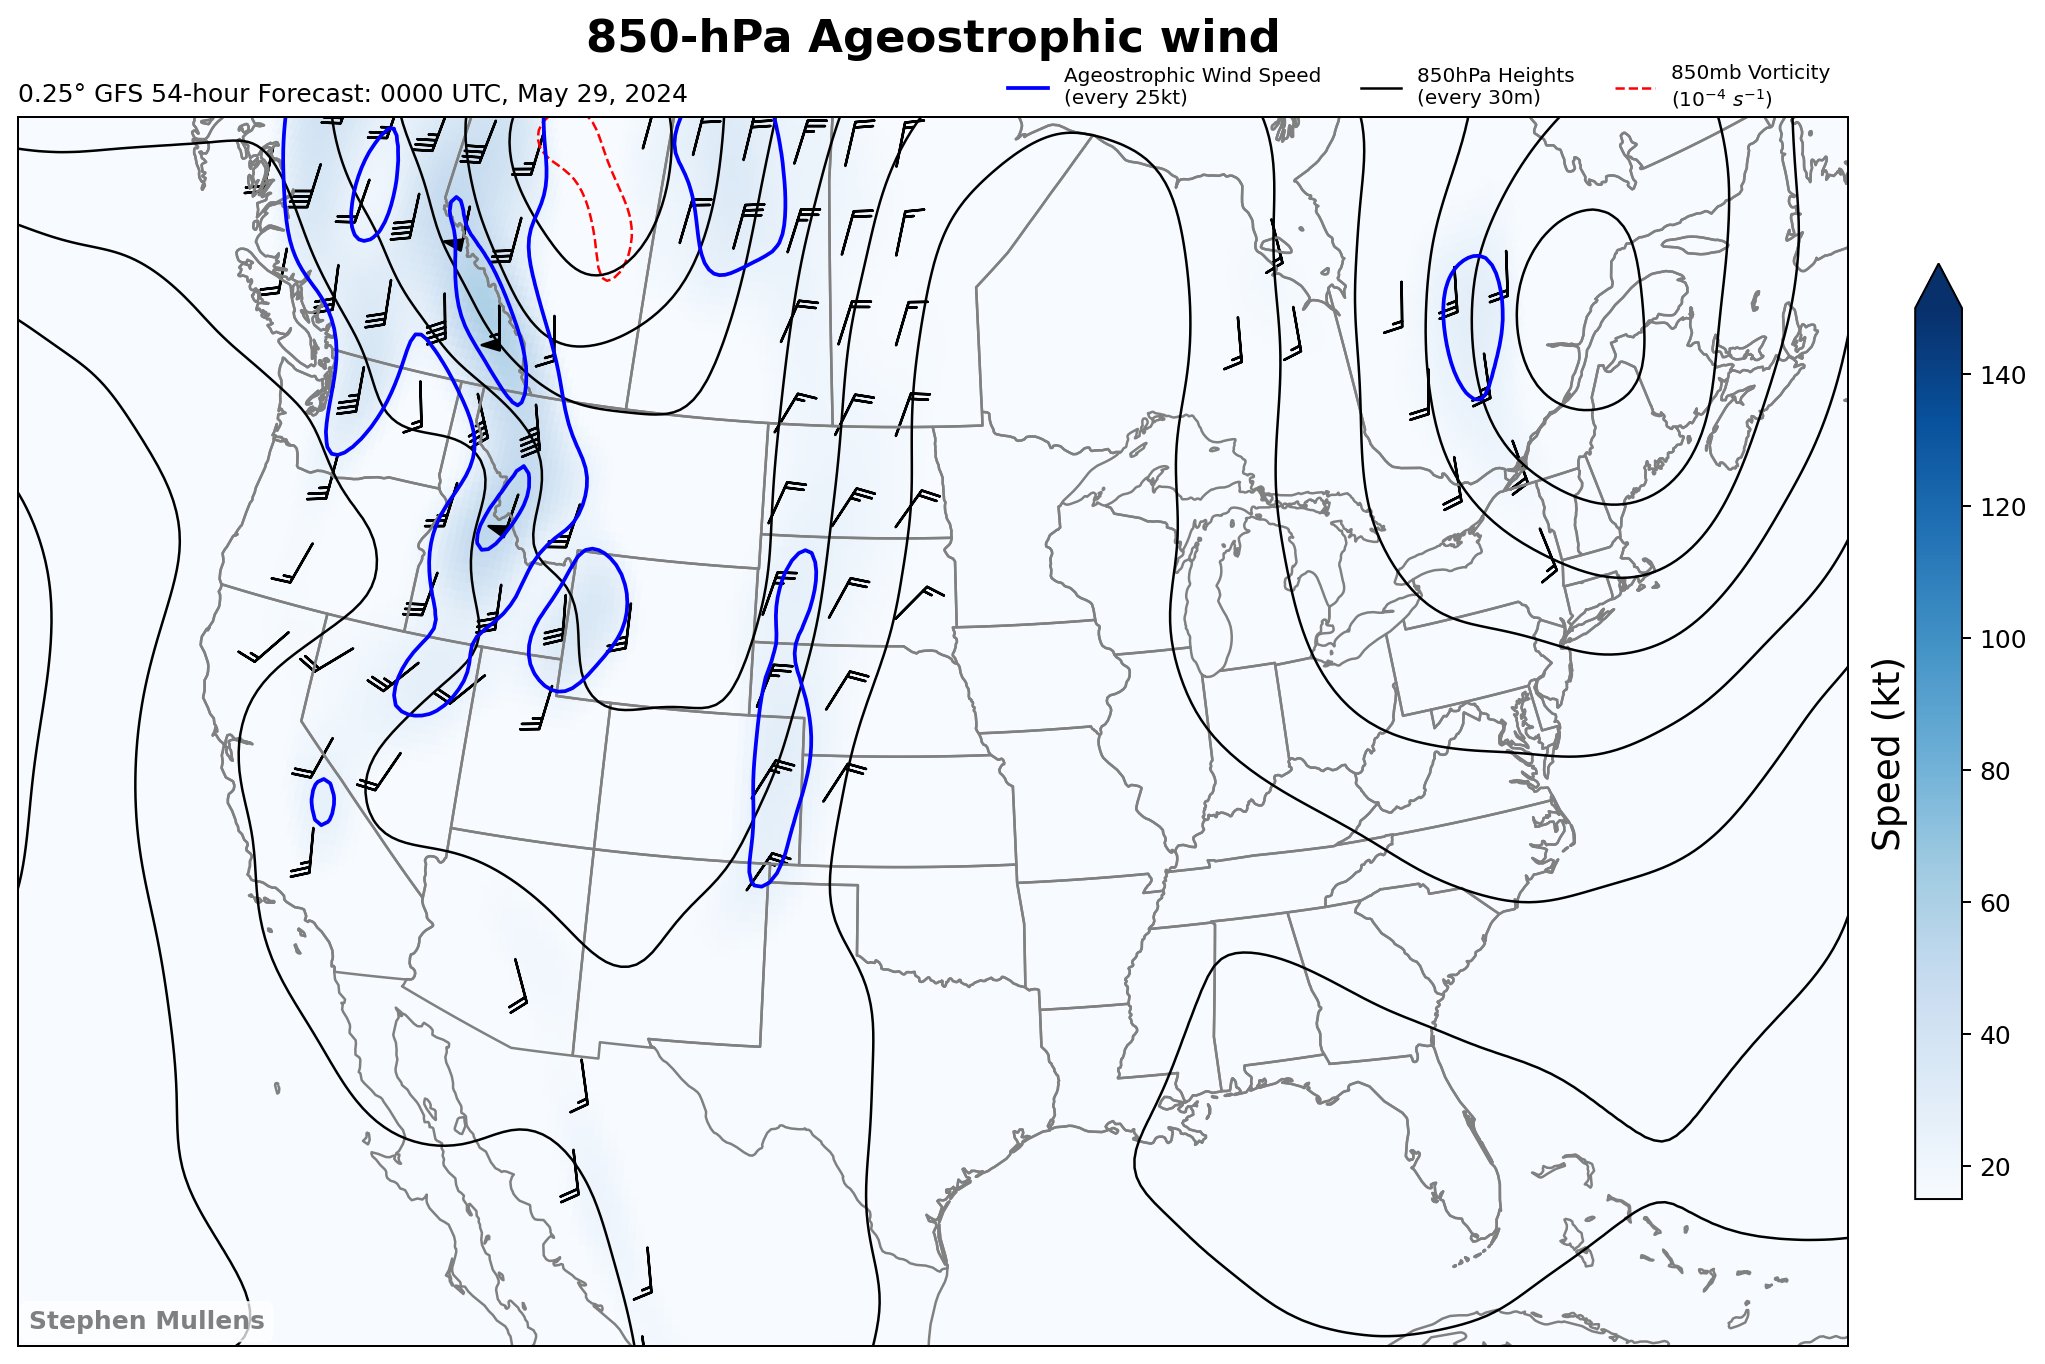 850-hPa Ageostrophic wind
0.25° GFS 54-hour Forecast: 0000 UTC, May 29, 2024
Ageostrophic Wind Speed
(every 25kt)
850hPa Heights
(every 30m)
850mb Vorticity
(10⁻⁴ s⁻¹)
140
120
100
80
60
40
20
Speed (kt)
Stephen Mullens